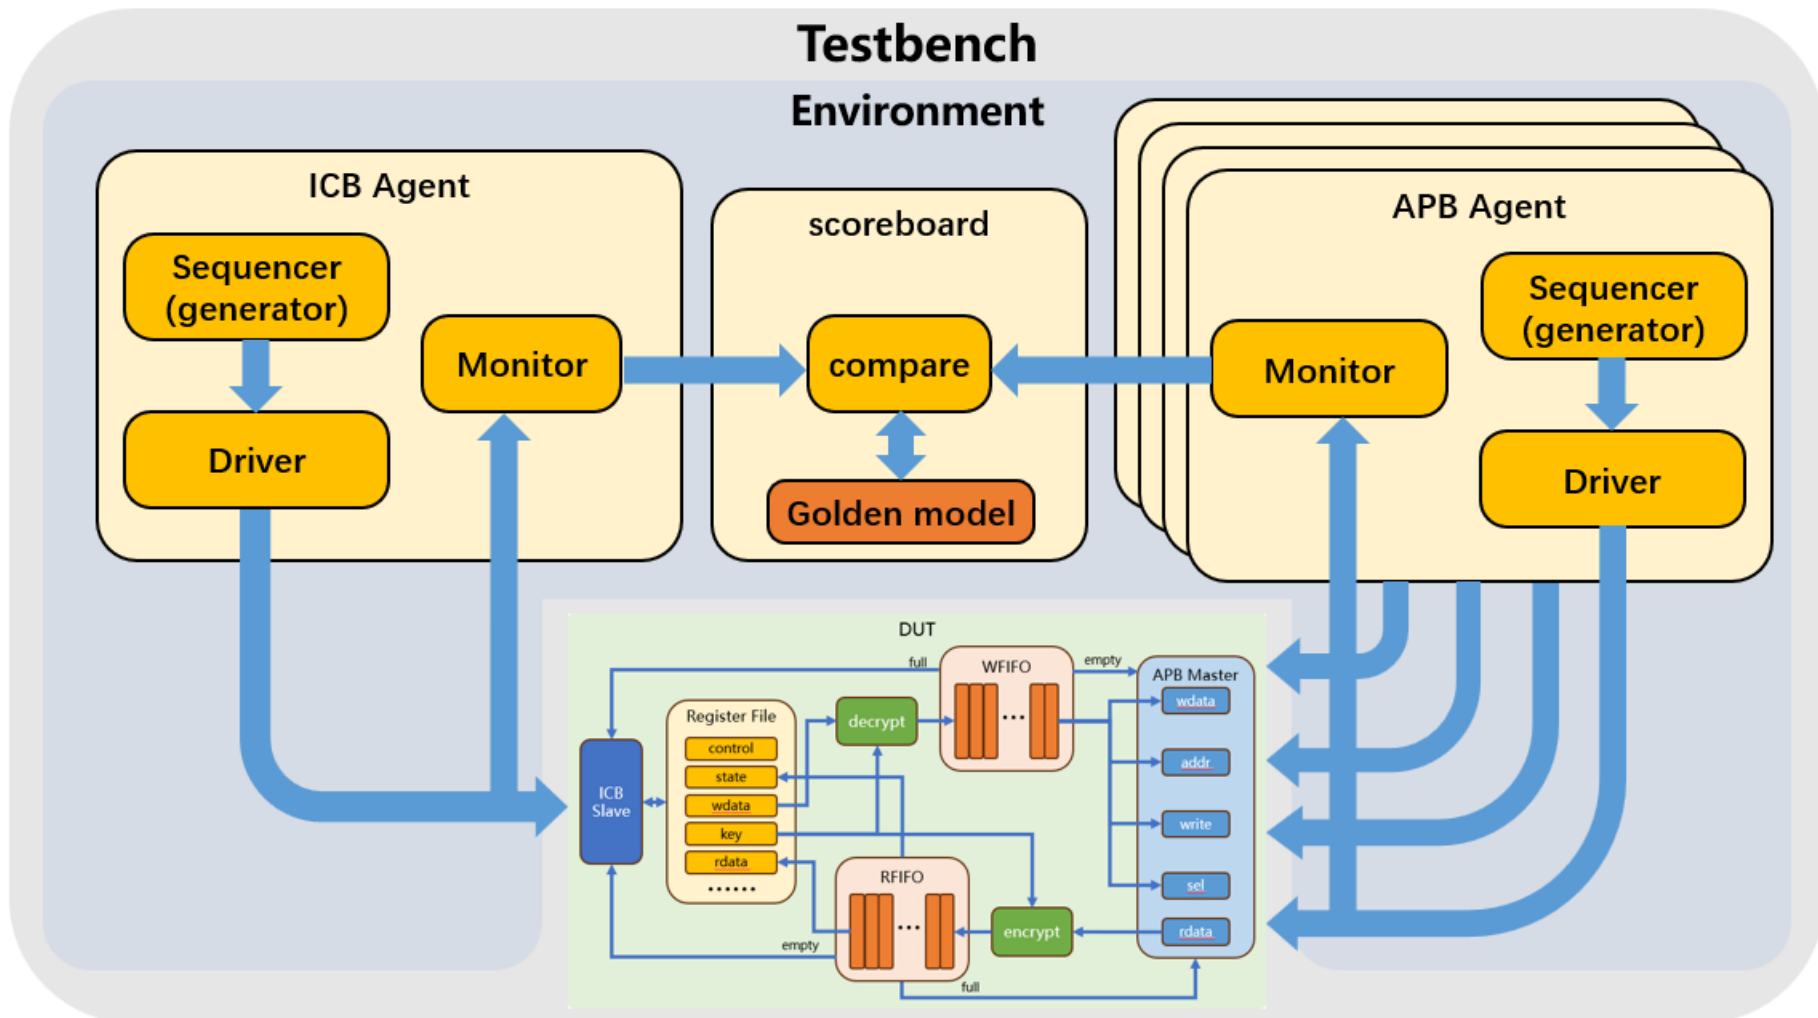 Testbench
Environment
ICB Agent
Sequencer
(generator)
Monitor
Driver
scoreboard
compare
Golden model
APB Agent
Sequencer
(generator)
Monitor
Driver
DUT
full
WFIFO
...
empty
APB Master
wdata
addr
write
sel
rdata
Register File
control
state
wdata
key
rdata
......
decrypt
ICB
Slave
RFIFO
...
encrypt
empty
full